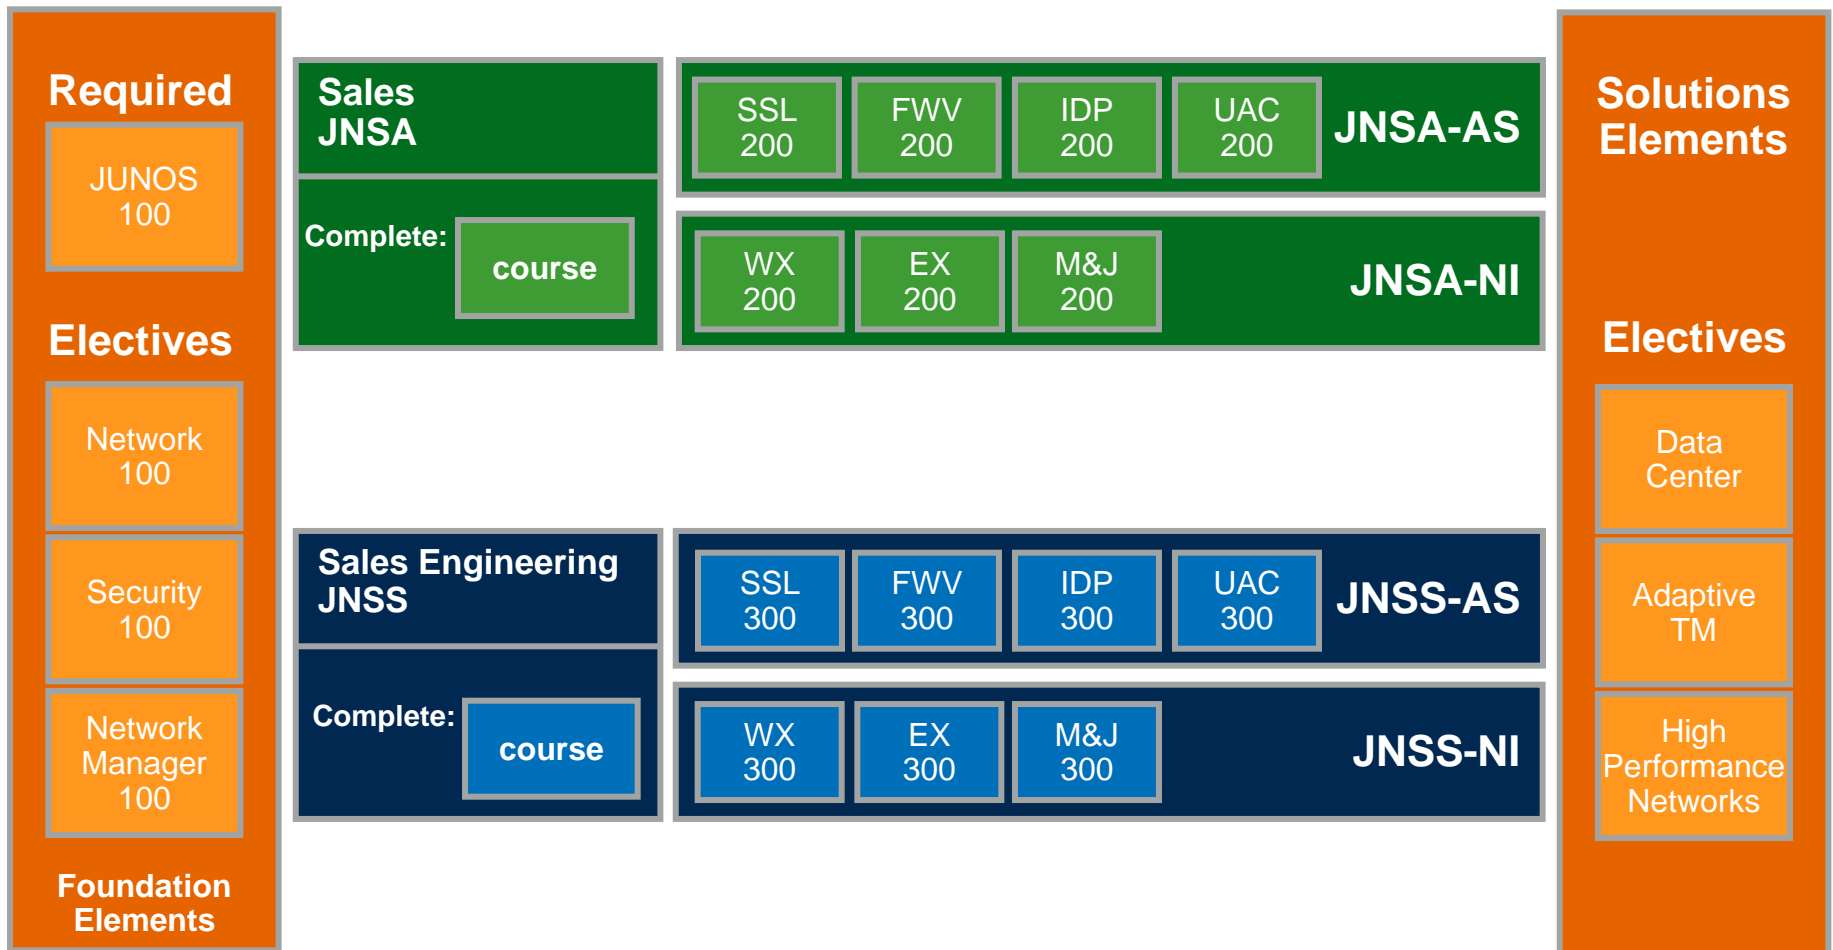 Required
JUNOS
100
Electives
Network
100
Security
100
Network
Manager
100
Foundation
Elements
Sales
JNSA
Complete:
course
SSL
200
FWV
200
IDP
200
UAC
200
JNSA-AS
WX
200
EX
200
M&J
200
JNSA-NI
Sales Engineering
JNSS
Complete:
course
SSL
300
FWV
300
IDP
300
UAC
300
JNSS-AS
WX
300
EX
300
M&J
300
JNSS-NI
Solutions
Elements
Electives
Data
Center
Adaptive
TM
High
Performance
Networks